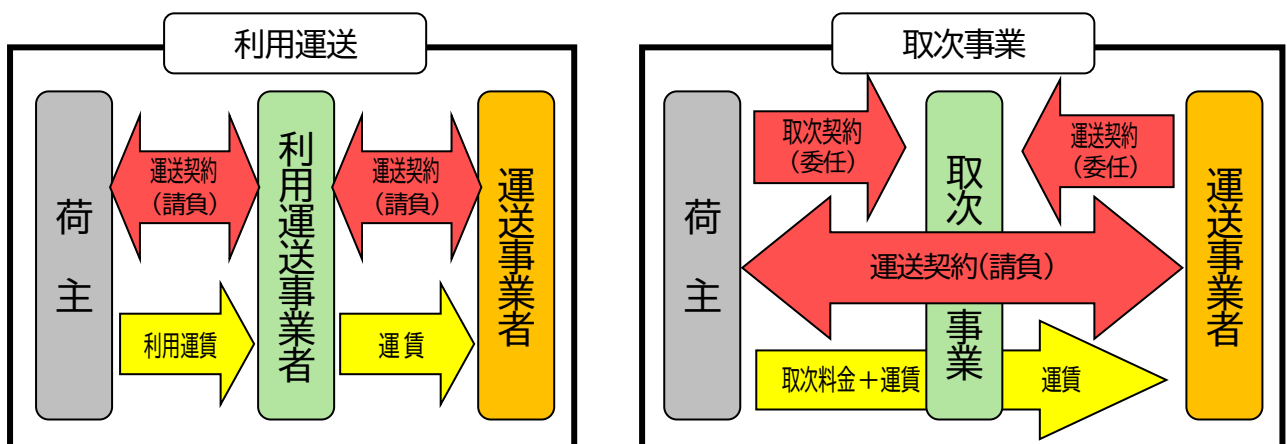 利用運送
荷主
運送契約
(請負)
利用運賃
利用運送事業者
運送契約
(請負)
運賃
運送事業者
取次事業
荷主
取次契約
(委任)
取次事業
運送契約
(委任)
運送契約(請負)
取次料金＋運賃
運賃
運送事業者